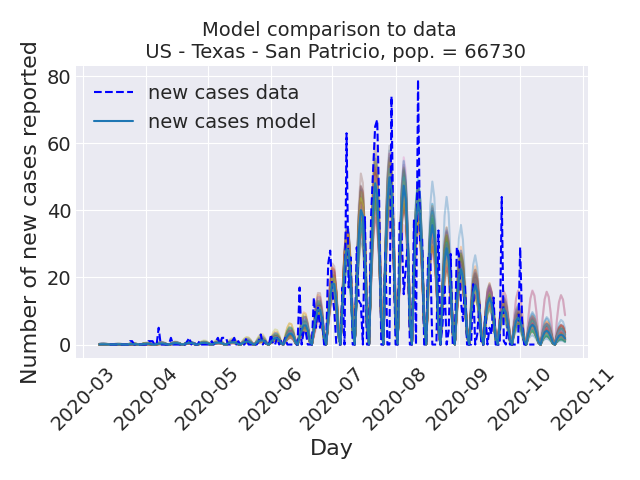 Model comparison to data
US - Texas - San Patricio, pop. = 66730
Number of new cases reported
80
60
40
20
0
new cases data
new cases model
2020-03
2020-04
2020-05
2020-06
2020-07
2020-08
2020-09
2020-10
2020-11
Day